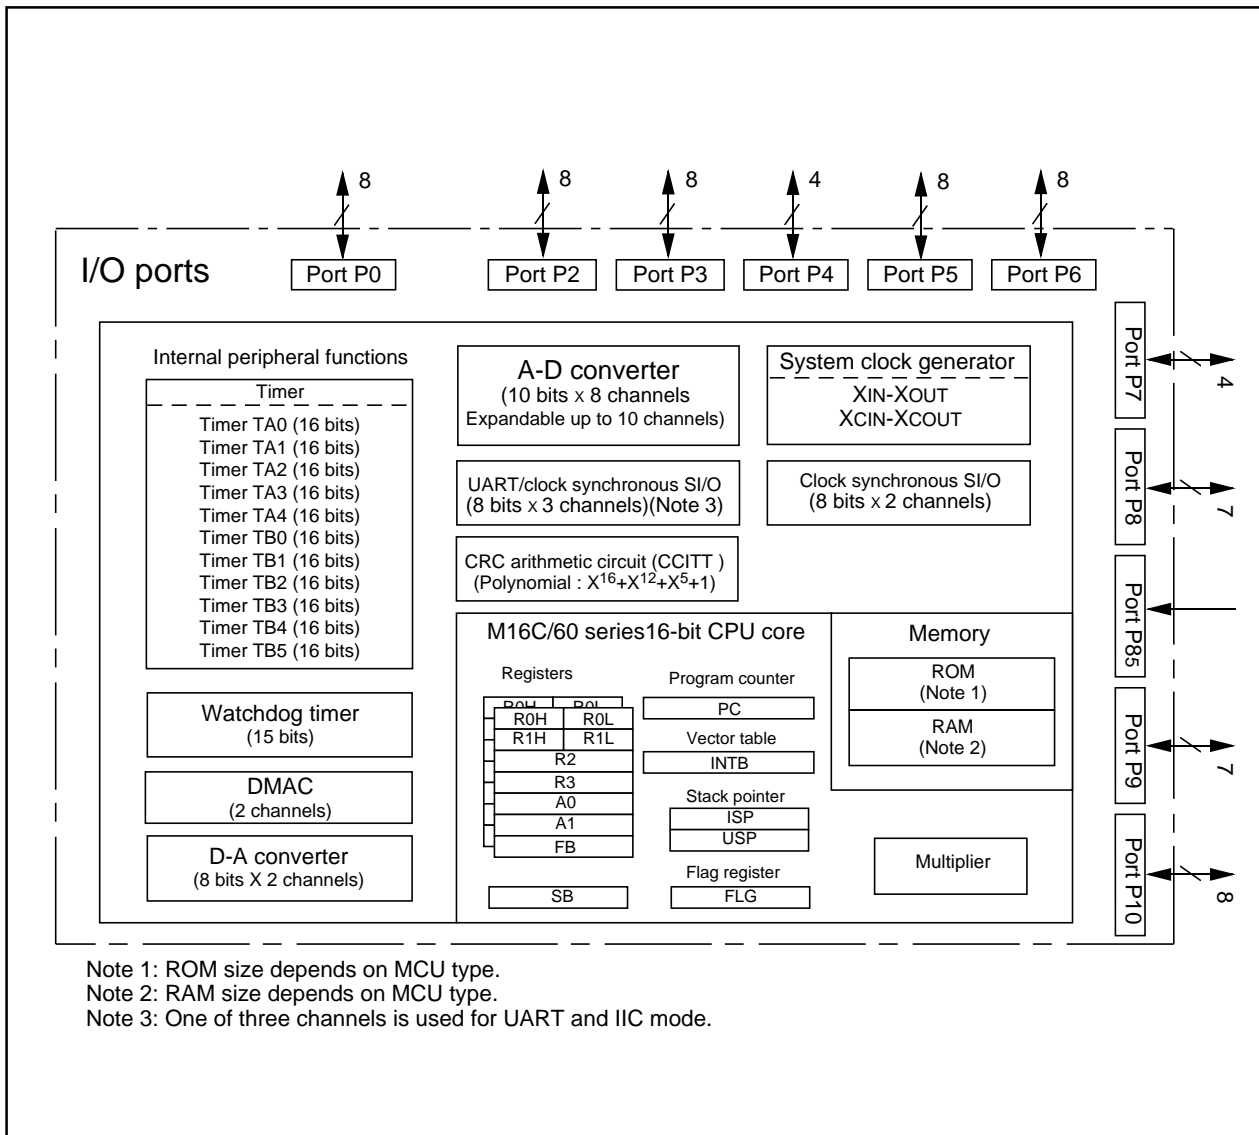 8
8
8
4
8
8
I/O ports
Port P0
Port P2
Port P3
Port P4
Port P5
Port P6
Port P7
4
Port P8
7
Port P85
Port P9
7
Port P10
8
Internal peripheral functions
Timer
Timer TA0 (16 bits)
Timer TA1 (16 bits)
Timer TA2 (16 bits)
Timer TA3 (16 bits)
Timer TA4 (16 bits)
Timer TB0 (16 bits)
Timer TB1 (16 bits)
Timer TB2 (16 bits)
Timer TB3 (16 bits)
Timer TB4 (16 bits)
Timer TB5 (16 bits)
Watchdog timer
(15 bits)
DMAC
(2 channels)
D-A converter
(8 bits X 2 channels)
A-D converter
(10 bits x 8 channels
Expandable up to 10 channels)
System clock generator
XIN-XOUT
XCIN-XCOUT
UART/clock synchronous SI/O
(8 bits x 3 channels)(Note 3)
Clock synchronous SI/O
(8 bits x 2 channels)
CRC arithmetic circuit (CCITT )
(Polynomial : X16+X12+X5+1)
M16C/60 series16-bit CPU core
Registers
R0H R0L
R0H R0L
R1H R1L
R2
R3
A0
A1
FB
SB
Program counter
PC
Vector table
INTB
Stack pointer
ISP
USP
Flag register
FLG
Memory
ROM
(Note 1)
RAM
(Note 2)
Multiplier
Note 1: ROM size depends on MCU type.
Note 2: RAM size depends on MCU type.
Note 3: One of three channels is used for UART and IIC mode.